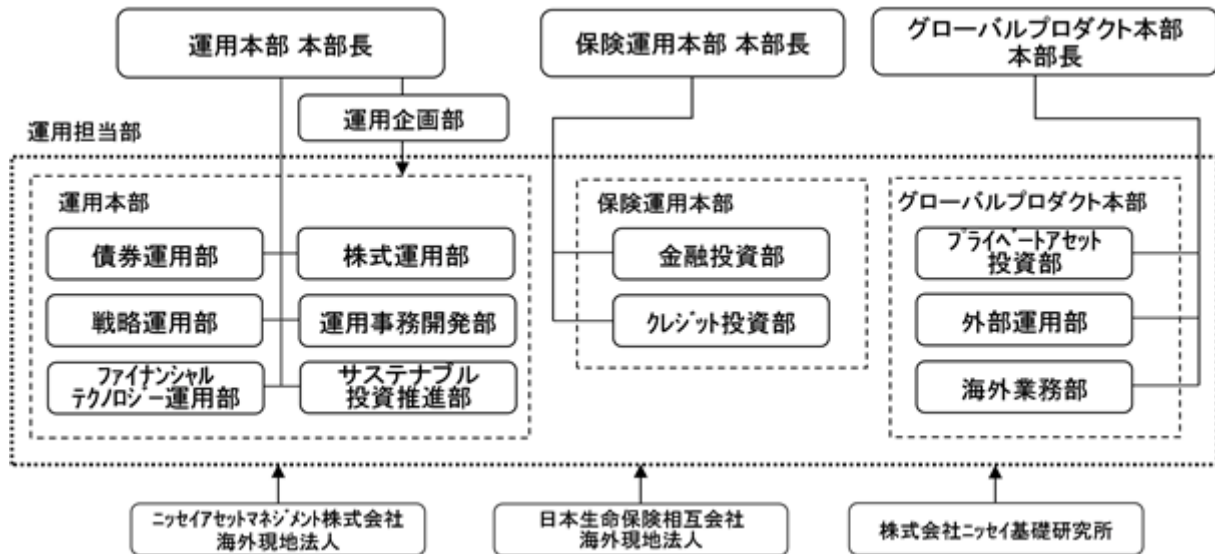 運用本部 本部長
保険運用本部 本部長
グローバルプロダクト本部
本部長
運用企画部
運用担当部
運用本部
債券運用部
株式運用部
戦略運用部
運用事務開発部
ファイナンシャル
テクノロジー運用部
サステナブル
投資推進部
保険運用本部
金融投資部
クレジット投資部
グローバルプロダクト本部
プライベートアセット
投資部
外部運用部
海外業務部
ニッセイアセットマネジメント株式会社
海外現地法人
日本生命保険相互会社
海外現地法人
株式会社ニッセイ基礎研究所